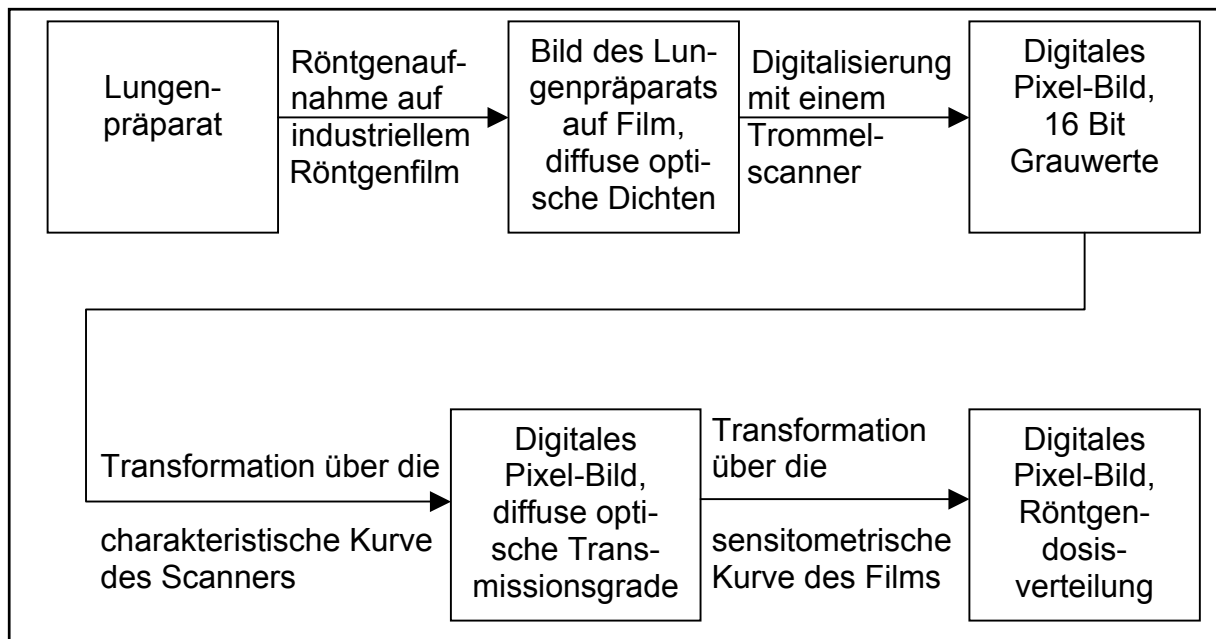 Lungen-
präparat
Röntgenauf-
nahme auf
industriellem
Röntgenfilm
Bild des Lun-
genpräparats
auf Film,
diffuse opti-
sche Dichten
Digitalisierung
mit einem
Trommel-
scanner
Digitales
Pixel-Bild,
16 Bit
Grauwerte
Transformation über die
charakteristische Kurve
des Scanners
Digitales
Pixel-Bild,
diffuse opti-
sche Trans-
missionsgrade
Transformation
über die
sensitometrische
Kurve des Films
Digitales
Pixel-Bild,
Röntgen-
dosis-
verteilung